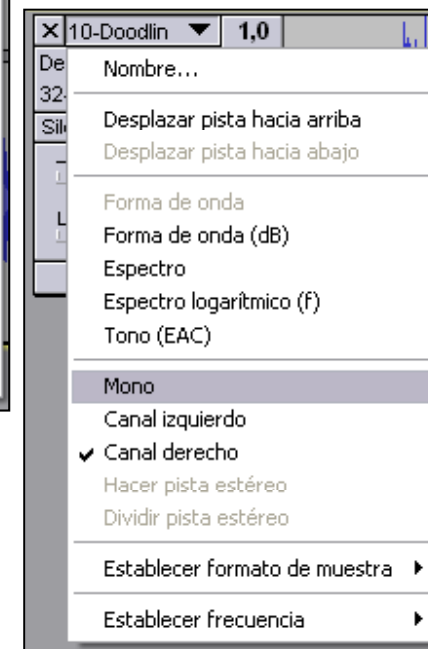 10-Doodlin 1,0
De
32-
Sil
L
Nombre...
Desplazar pista hacia arriba
Desplazar pista hacia abajo
Forma de onda
Forma de onda (dB)
Espectro
Espectro logarítmico (f)
Tono (EAC)
Mono
Canal izquierdo
Canal derecho
Hacer pista estéreo
Dividir pista estéreo
Establecer formato de muestra
Establecer frecuencia